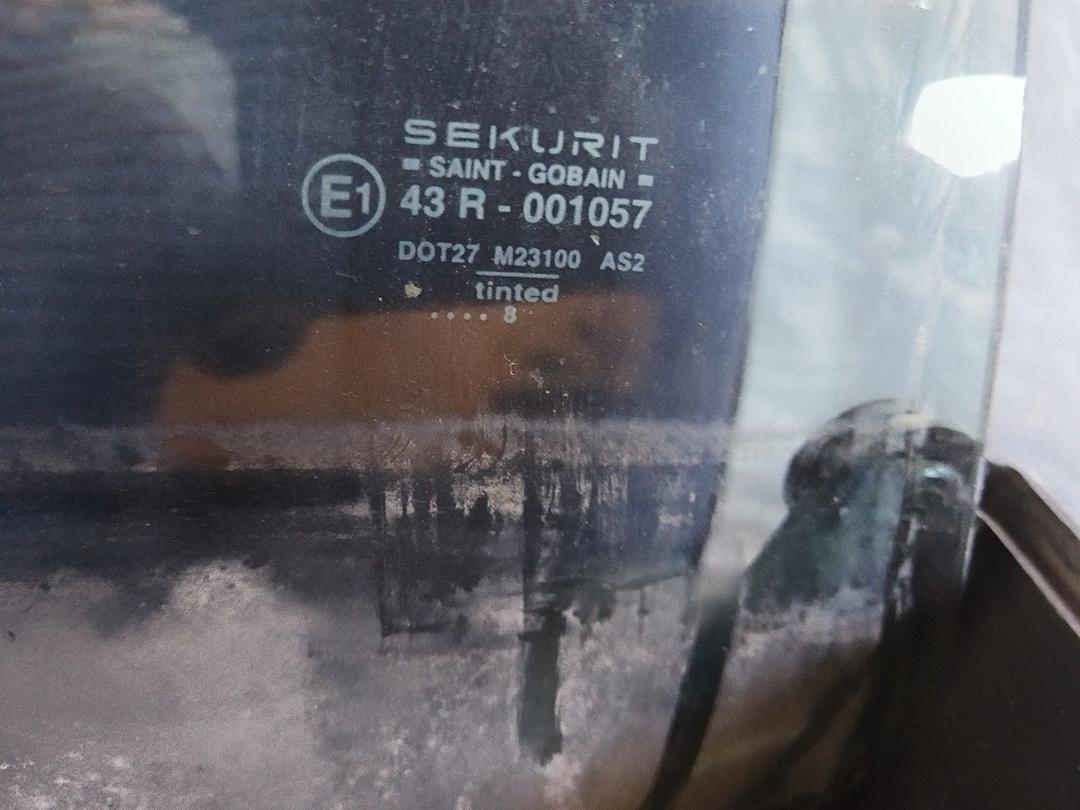 SEKURIT
SAINT - GOBAIN
E1
43 R - 001057
DOT27 M23100 AS2
tinted
.... 8